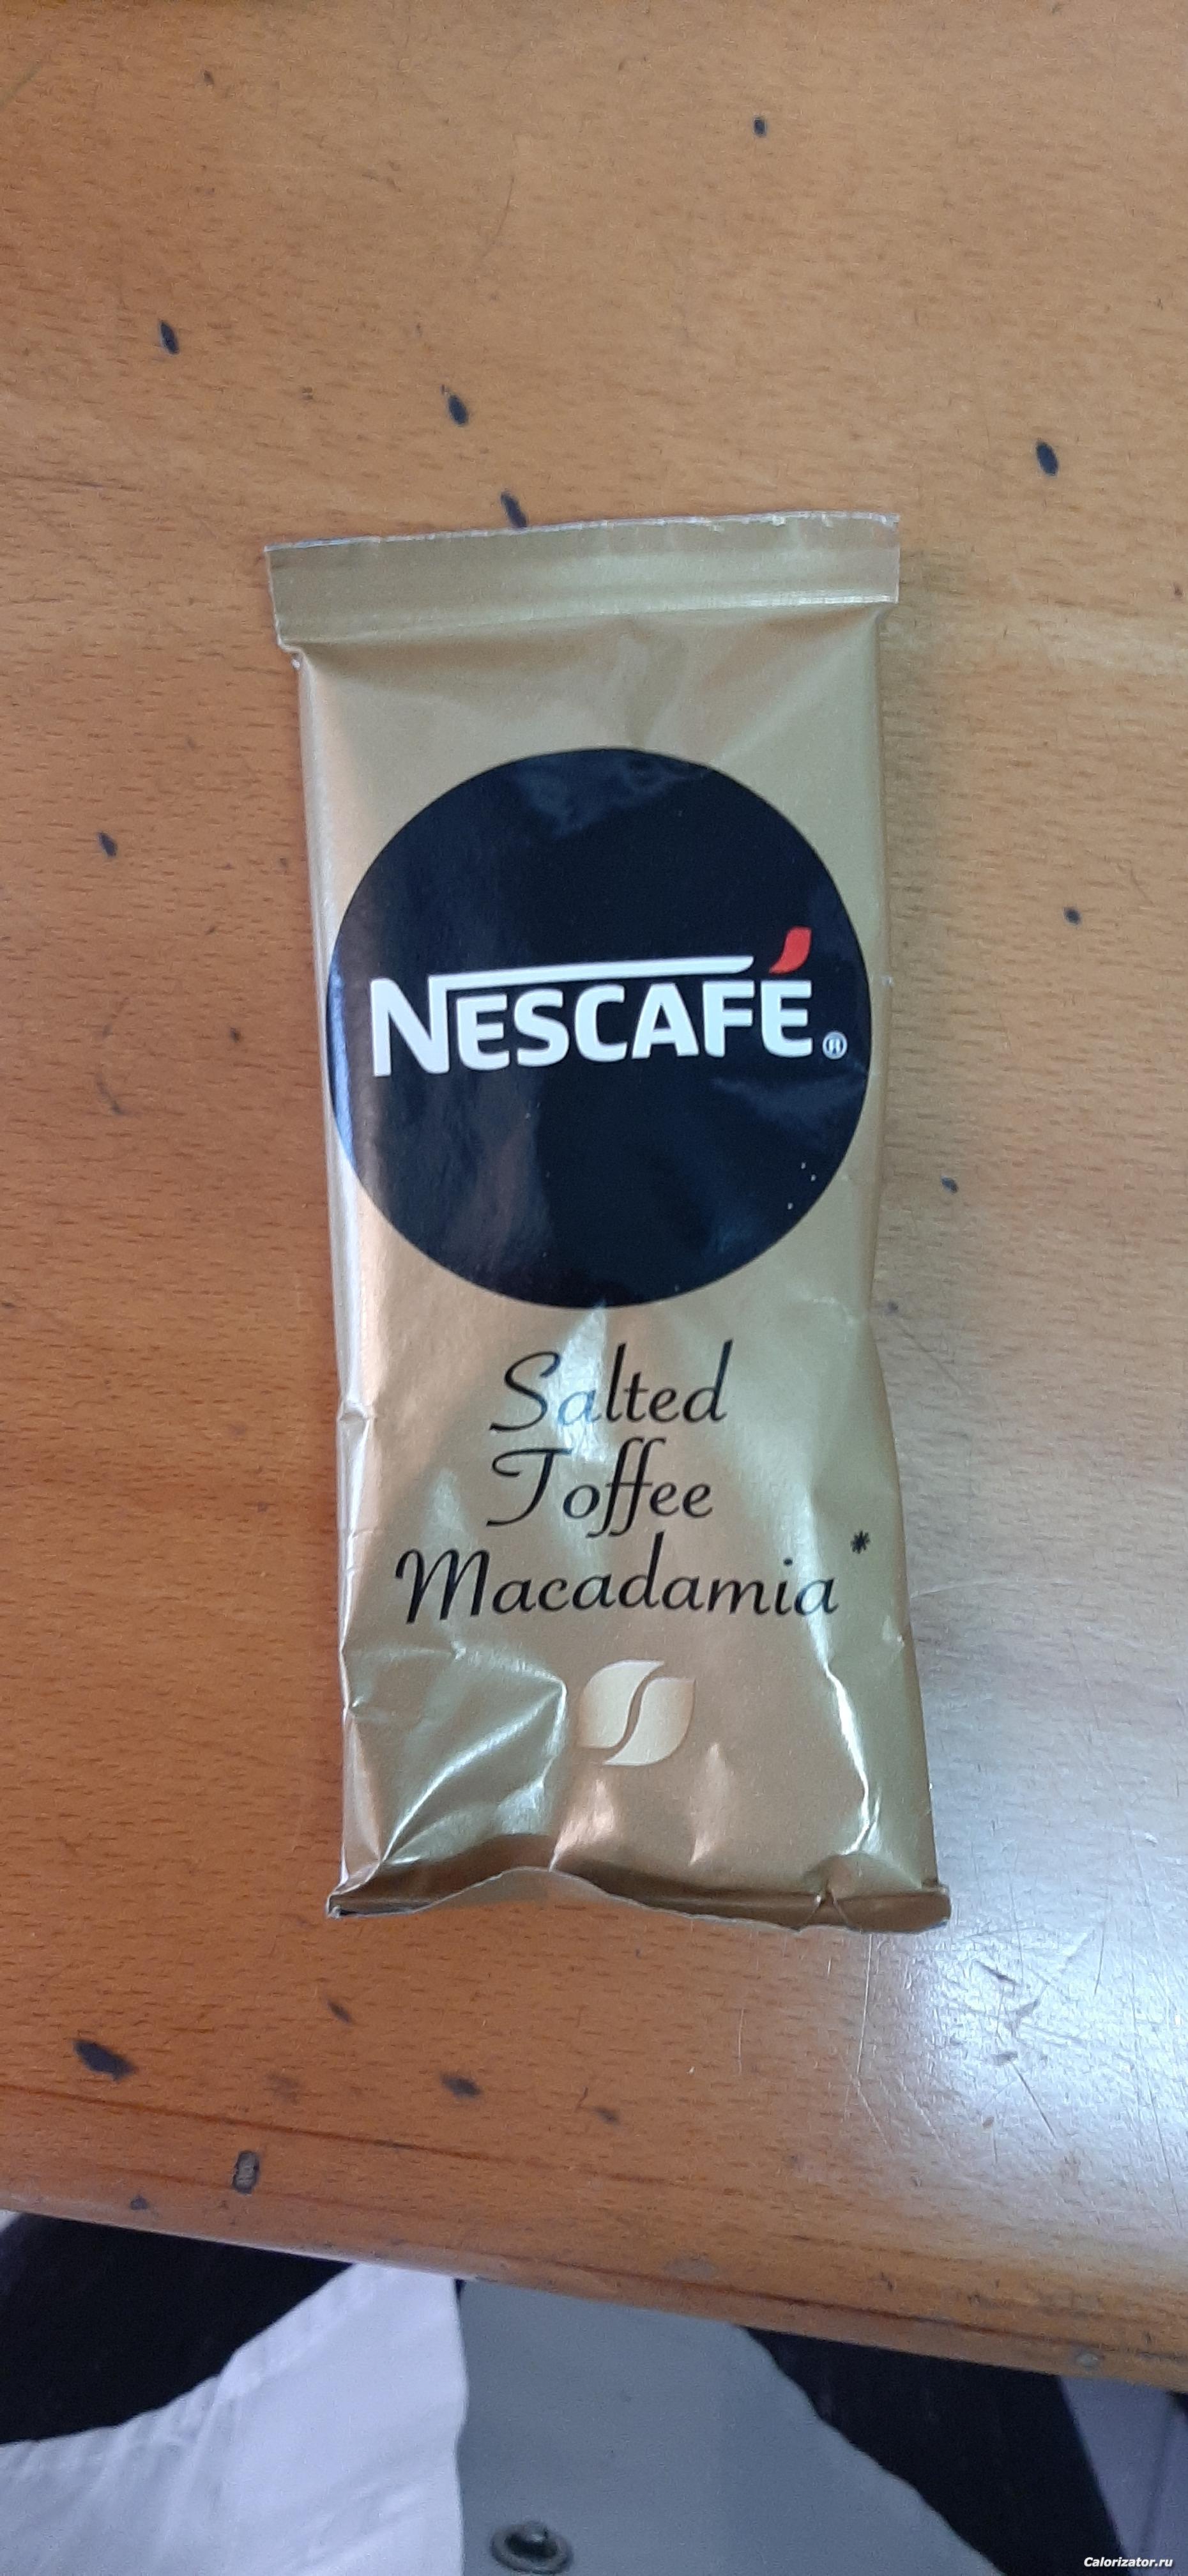 NESCAFÉ®
Salted
Toffee
Macadamia*
Calorizator.ru